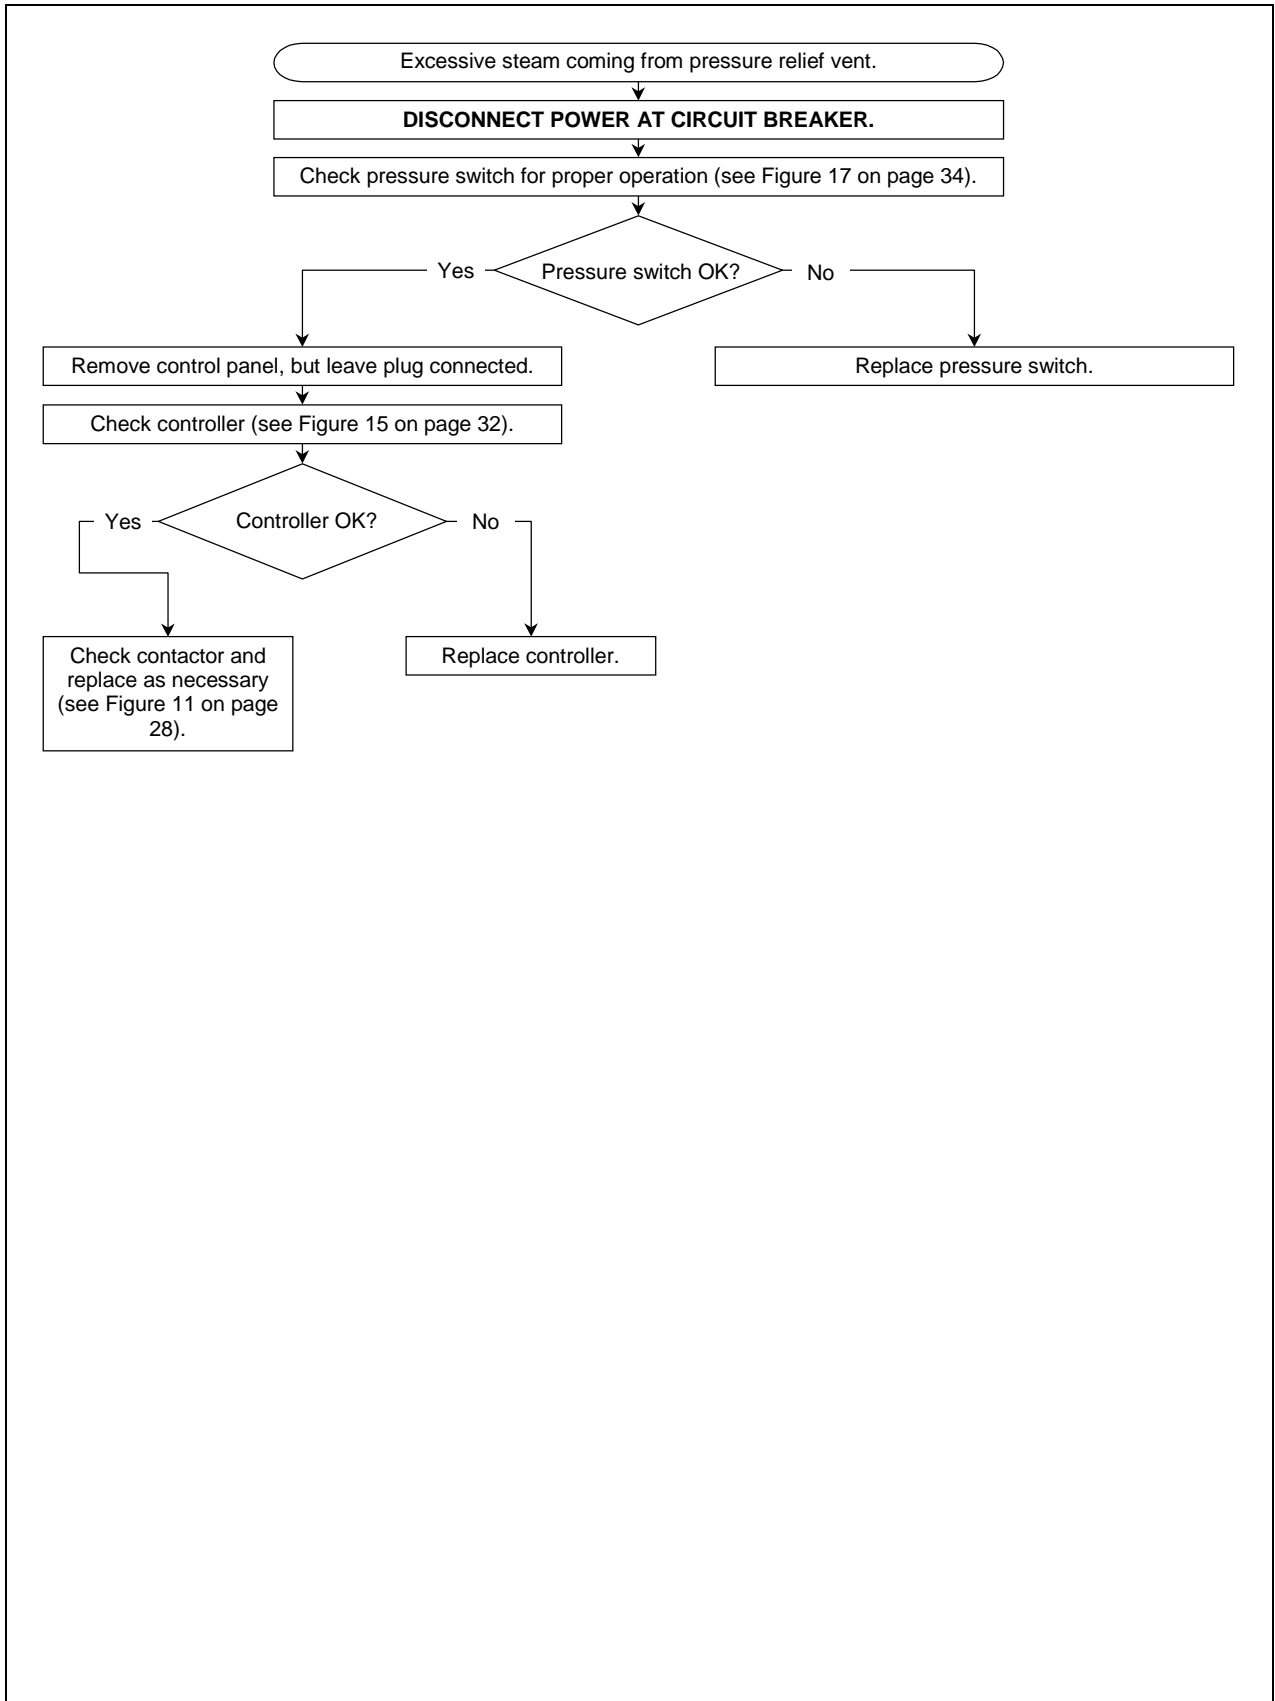 Excessive steam coming from pressure relief vent.
DISCONNECT POWER AT CIRCUIT BREAKER.
Check pressure switch for proper operation (see Figure 17 on page 34).
Yes
Pressure switch OK?
No
Remove control panel, but leave plug connected.
Replace pressure switch.
Check controller (see Figure 15 on page 32).
Yes
Controller OK?
No
Check contactor and
replace as necessary
(see Figure 11 on page
28).
Replace controller.